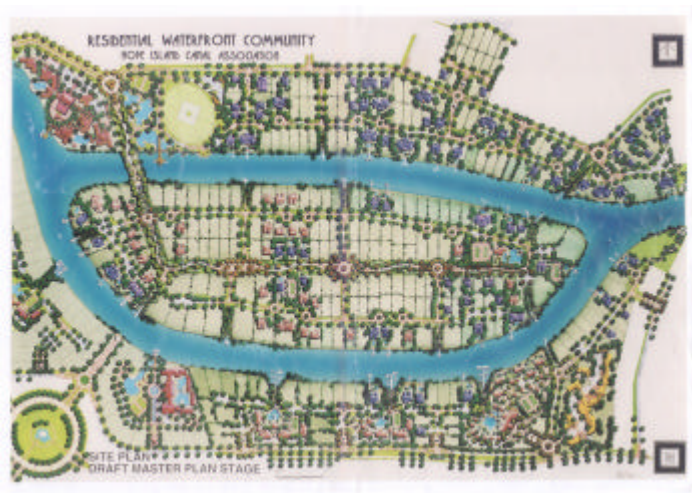 RESIDENTIAL WATERFRONT COMMUNITY
HOPE ISLAND CANAL ASSOCIATION
SITE PLAN
DRAFT MASTER PLAN STAGE